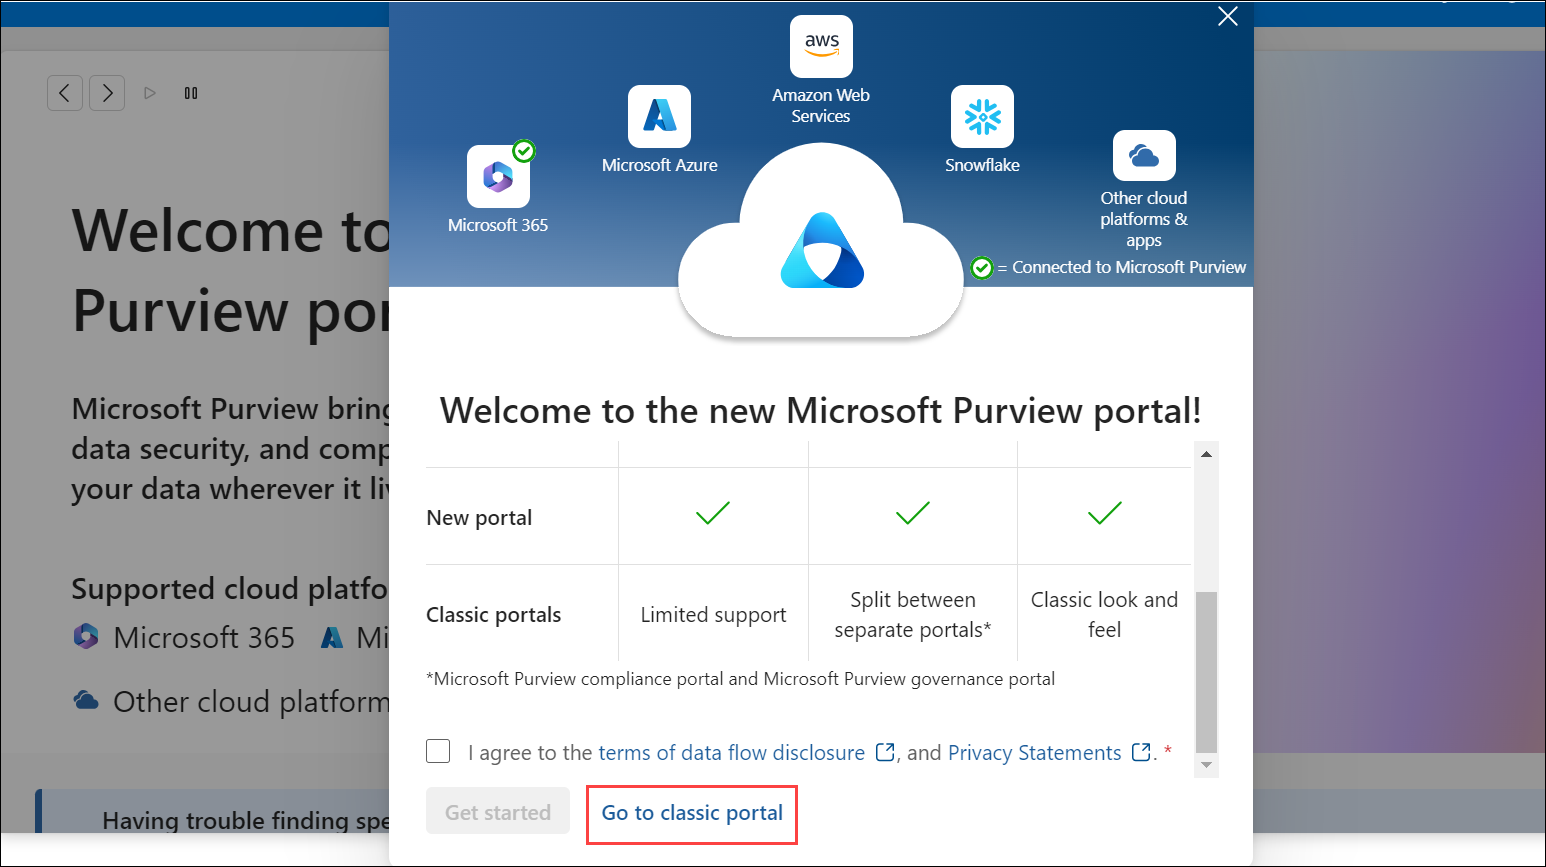 aws
Amazon Web
Services
Microsoft Azure
Snowflake
Microsoft 365
Other cloud
platforms &
apps
= Connected to Microsoft Purview
Welcome to
Purview por
Microsoft Purview bring
data security, and comp
your data wherever it liv
Supported cloud platfo
Microsoft 365
Mi
Other cloud platform
Having trouble finding spe
Welcome to the new Microsoft Purview portal!
New portal
Classic portals
Limited support
Split between
separate portals*
Classic look and
feel
*Microsoft Purview compliance portal and Microsoft Purview governance portal
I agree to the terms of data flow disclosure , and Privacy Statements . *
Get started
Go to classic portal